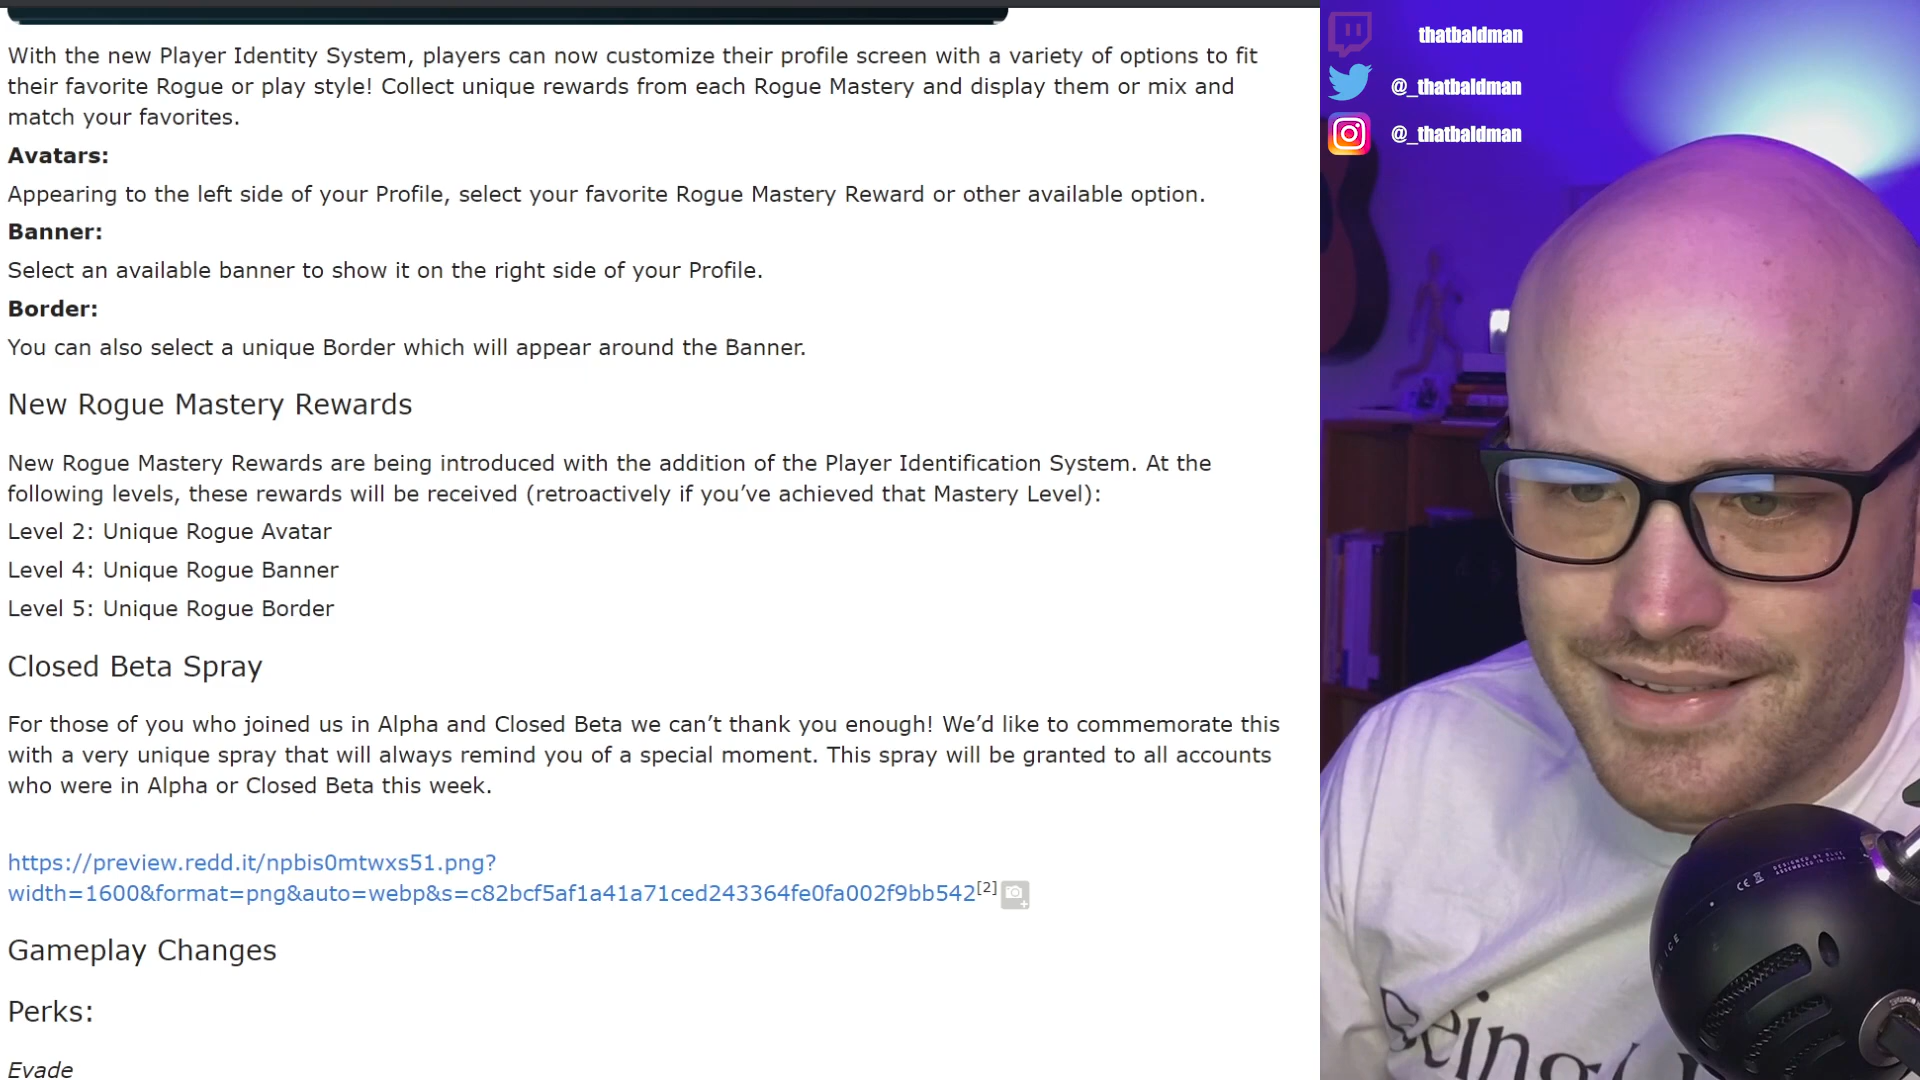 With the new Player Identity System, players can now customize their profile screen with a variety of options to fit
their favorite Rogue or play style! Collect unique rewards from each Rogue Mastery and display them or mix and
match your favorites.
Avatars:
Appearing to the left side of your Profile, select your favorite Rogue Mastery Reward or other available option.
Banner:
Select an available banner to show it on the right side of your Profile.
Border:
You can also select a unique Border which will appear around the Banner.
New Rogue Mastery Rewards
New Rogue Mastery Rewards are being introduced with the addition of the Player Identification System. At the
following levels, these rewards will be received (retroactively if you’ve achieved that Mastery Level):
Level 2: Unique Rogue Avatar
Level 4: Unique Rogue Banner
Level 5: Unique Rogue Border
Closed Beta Spray
For those of you who joined us in Alpha and Closed Beta we can’t thank you enough! We’d like to commemorate this
with a very unique spray that will always remind you of a special moment. This spray will be granted to all accounts
who were in Alpha or Closed Beta this week.
https://preview.redd.it/npbis0mtwxs51.png?
width=1600&format=png&auto=webp&s=c82bcf5af1a41a71ced243364fe0fa002f9bb542[2]
Gameplay Changes
Perks:
Evade
thatbaldman
@_thatbaldman
@_thatbaldman
DESIGNED BY BLUE
ASSEMBLED IN CHINA
ICE
Being